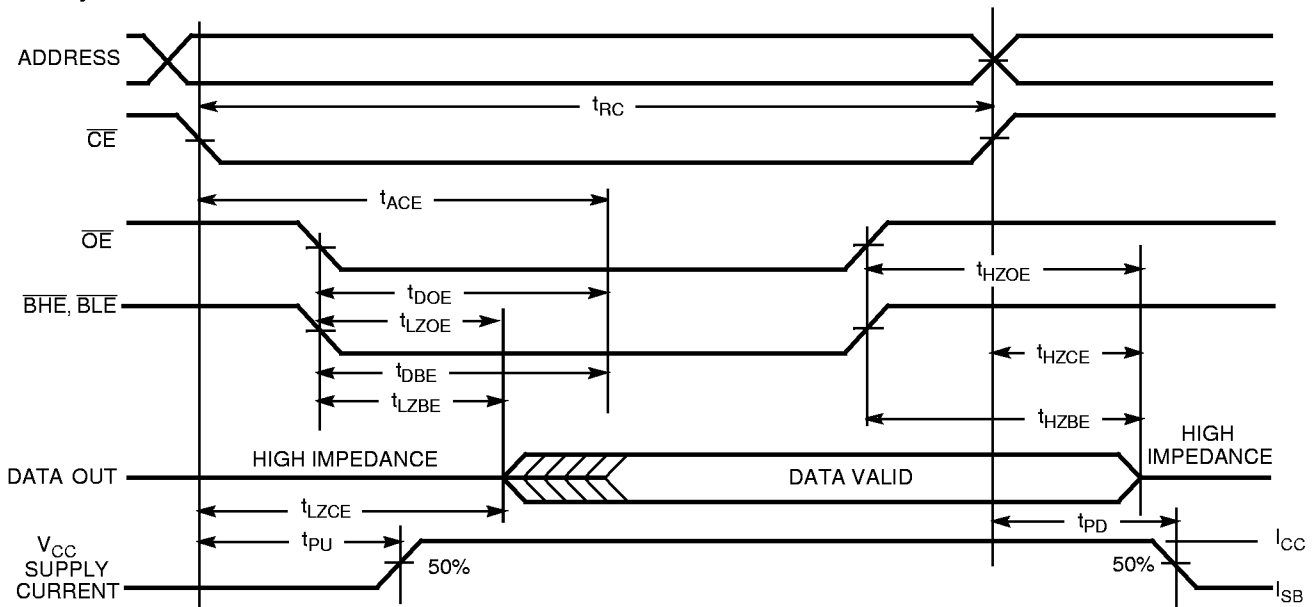 ADDRESS
tRC
CE
tACE
OE
tHZOE
tDOE
BHE, BLE
tLZOE
tHZCE
tDBE
tLZBE
tHZBE
HIGH
IMPEDANCE
HIGH IMPEDANCE
DATA OUT
DATA VALID
tLZCE
tPD
tPU
VCC
SUPPLY
CURRENT
50%
50%
ICC
ISB